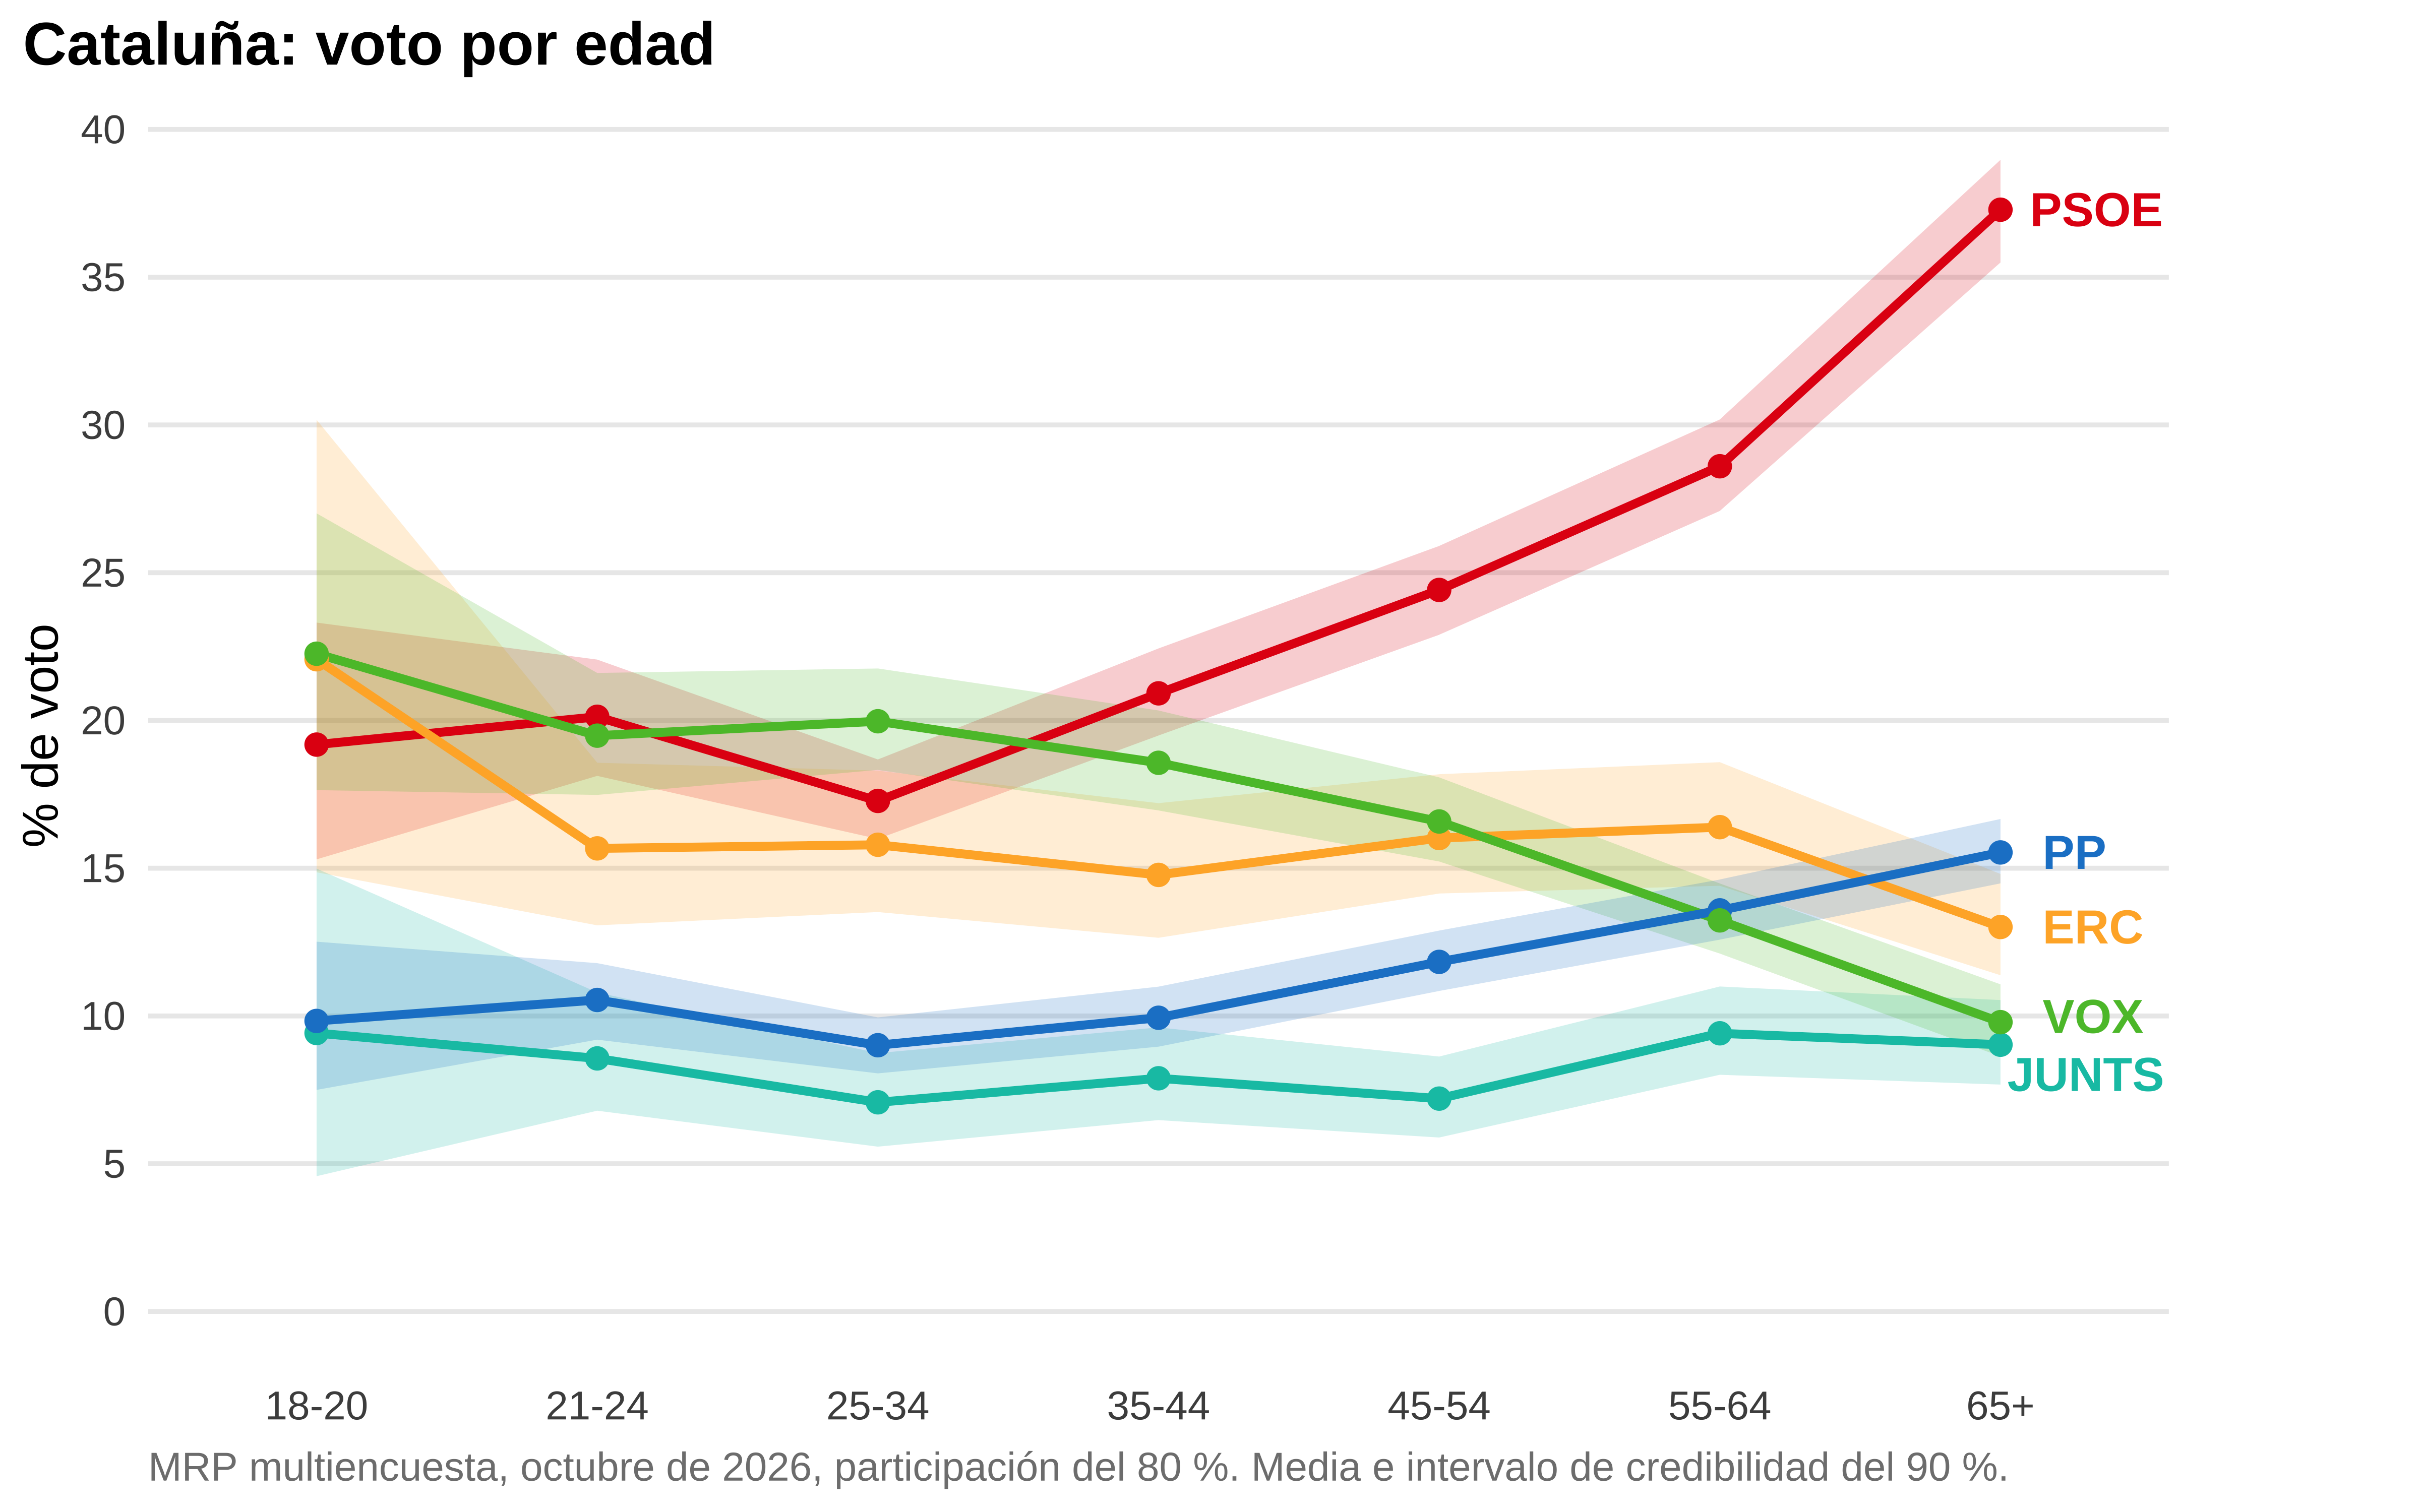 Cataluña: voto por edad
% de voto
40
35
30
25
20
15
10
5
0
PSOE
PP
ERC
VOX
JUNTS
18-20 21-24 25-34 35-44 45-54 55-64 65+
MRP multiencuesta, octubre de 2026, participación del 80 %. Media e intervalo de credibilidad del 90 %.